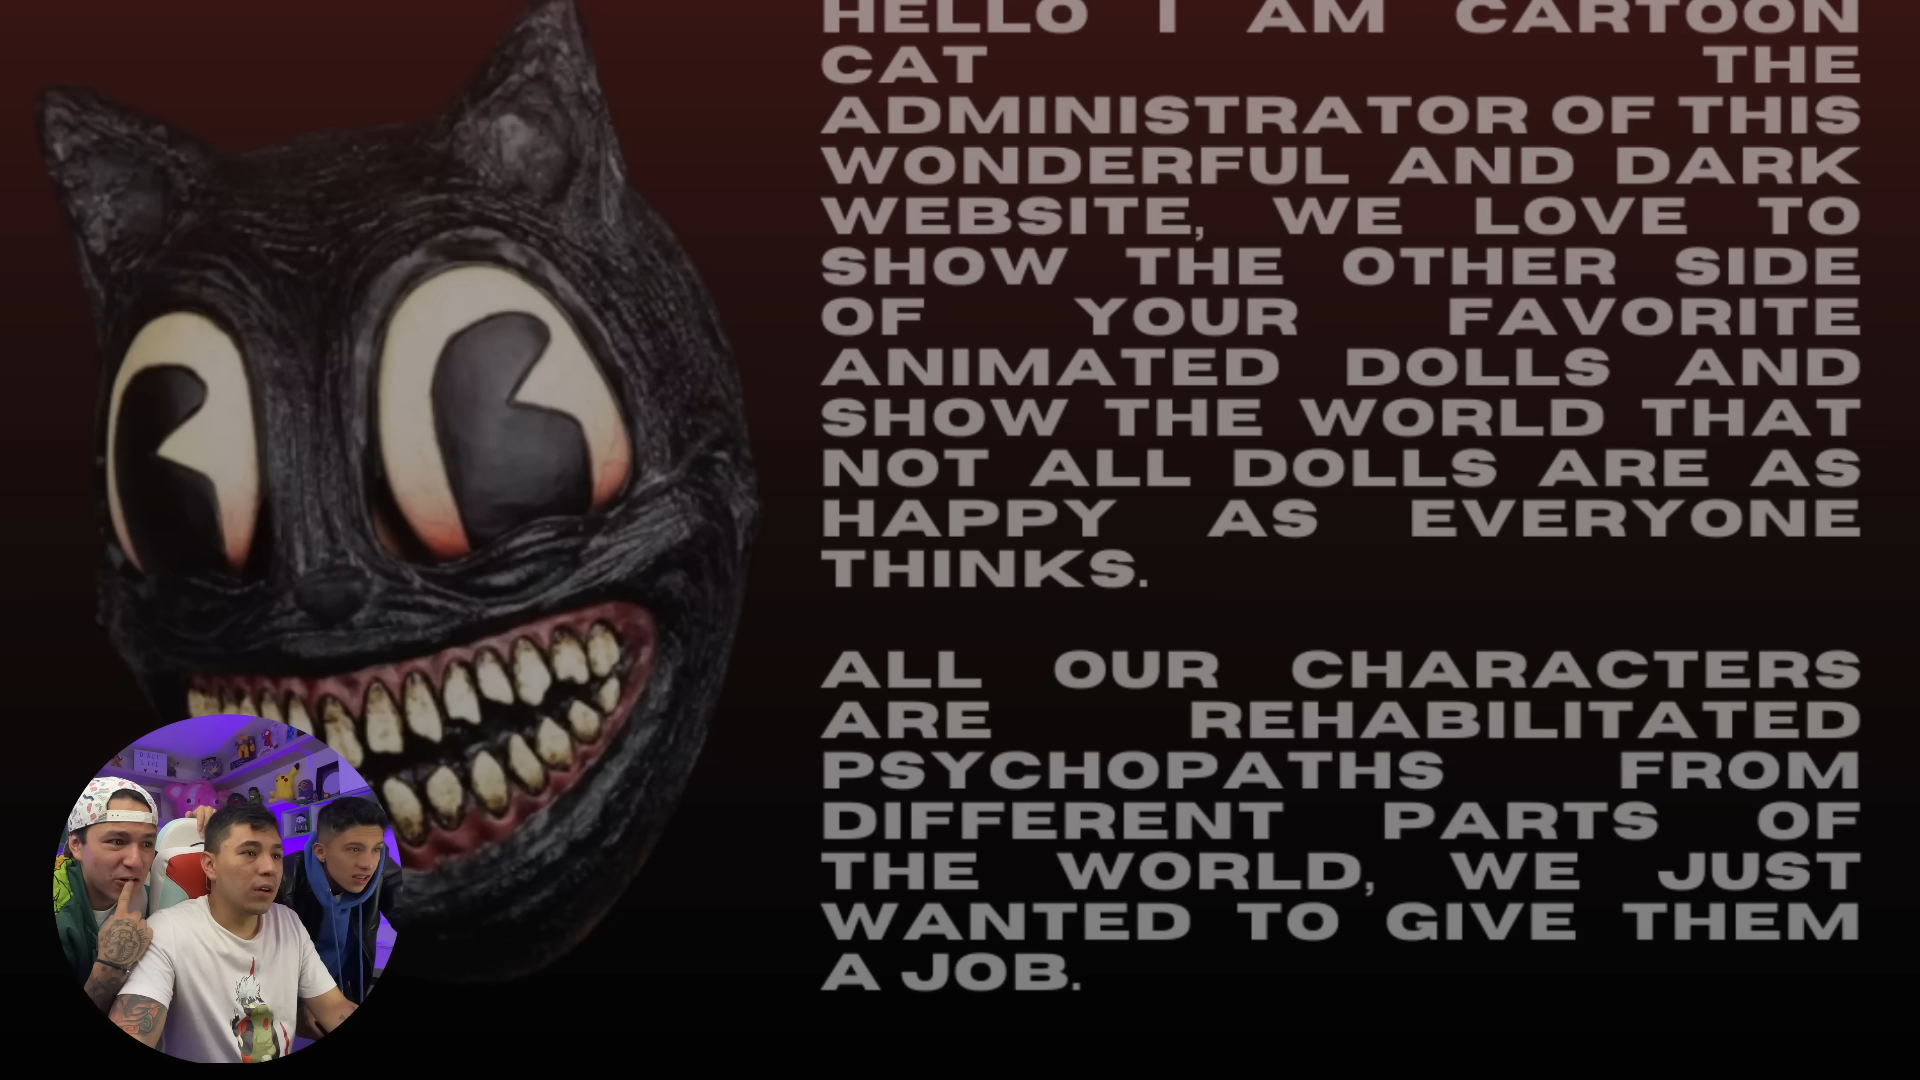 HELLO I AM CARTOON
CAT THE
ADMINISTRATOR OF THIS
WONDERFUL AND DARK
WEBSITE, WE LOVE TO
SHOW THE OTHER SIDE
OF YOUR FAVORITE
ANIMATED DOLLS AND
SHOW THE WORLD THAT
NOT ALL DOLLS ARE AS
HAPPY AS EVERYONE
THINKS.
ALL OUR CHARACTERS
ARE REHABILITATED
PSYCHOPATHS FROM
DIFFERENT PARTS OF
THE WORLD, WE JUST
WANTED TO GIVE THEM
A JOB.